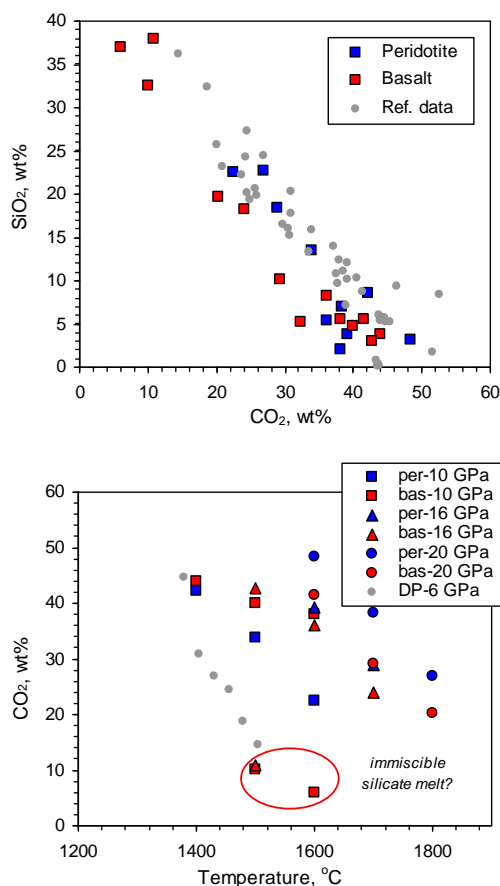 40
35
30
25
20
15
10
5
0
SiO₂, wt%
Peridotite
Basalt
Ref. data
0 10 20 30 40 50 60
CO₂, wt%
per-10 GPa
bas-10 GPa
per-16 GPa
bas-16 GPa
per-20 GPa
bas-20 GPa
DP-6 GPa
60
50
40
30
20
10
0
CO₂, wt%
immiscible
silicate melt?
1200 1400 1600 1800
Temperature, °C